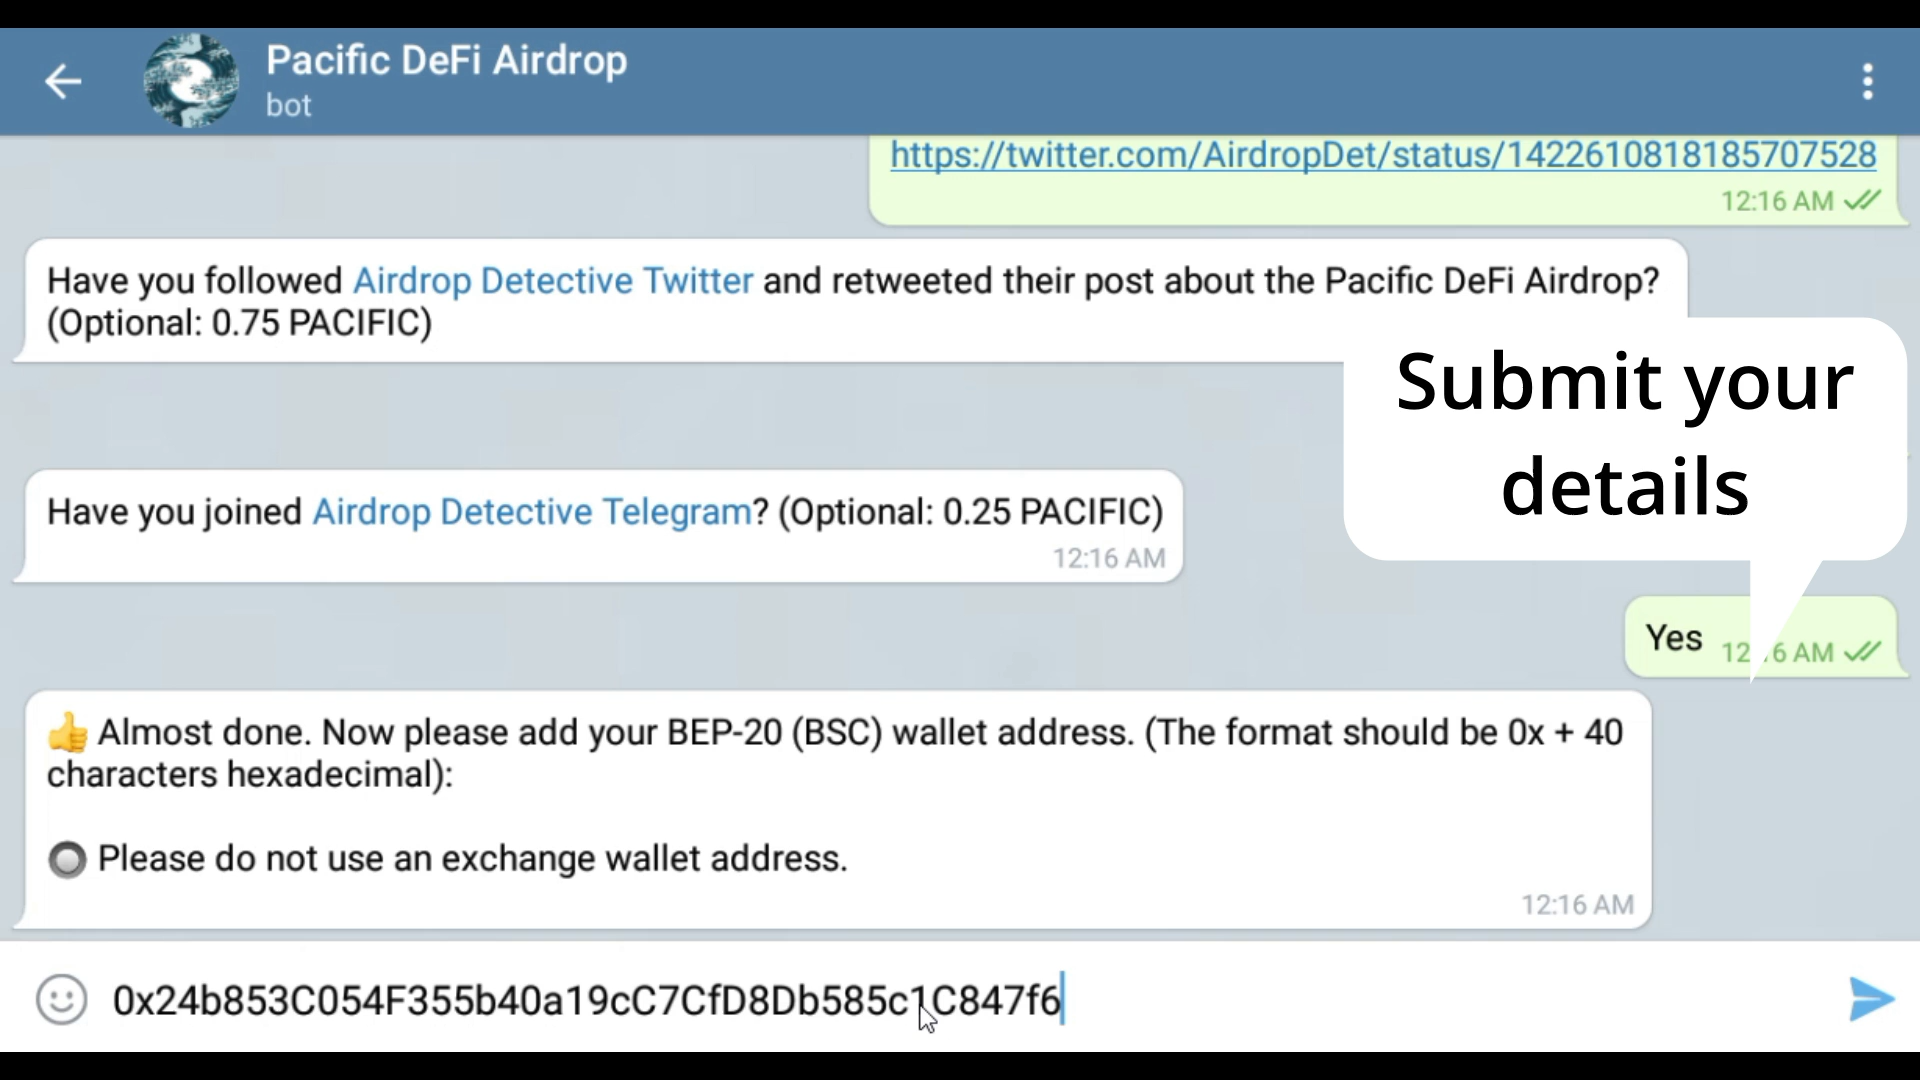 Pacific DeFi Airdrop
bot
https://twitter.com/AirdropDet/status/1422610818185707528
12:16 AM
Have you followed Airdrop Detective Twitter and retweeted their post about the Pacific DeFi Airdrop?
(Optional: 0.75 PACIFIC)
Submit your
details
Have you joined Airdrop Detective Telegram? (Optional: 0.25 PACIFIC)
12:16 AM
Yes
AM
👍 Almost done. Now please add your BEP-20 (BSC) wallet address. (The format should be 0x + 40
characters hexadecimal):
Please do not use an exchange wallet address.
12:16 AM
0x24b853C054F355b40a19cC7CfD8Db585c1C847f6